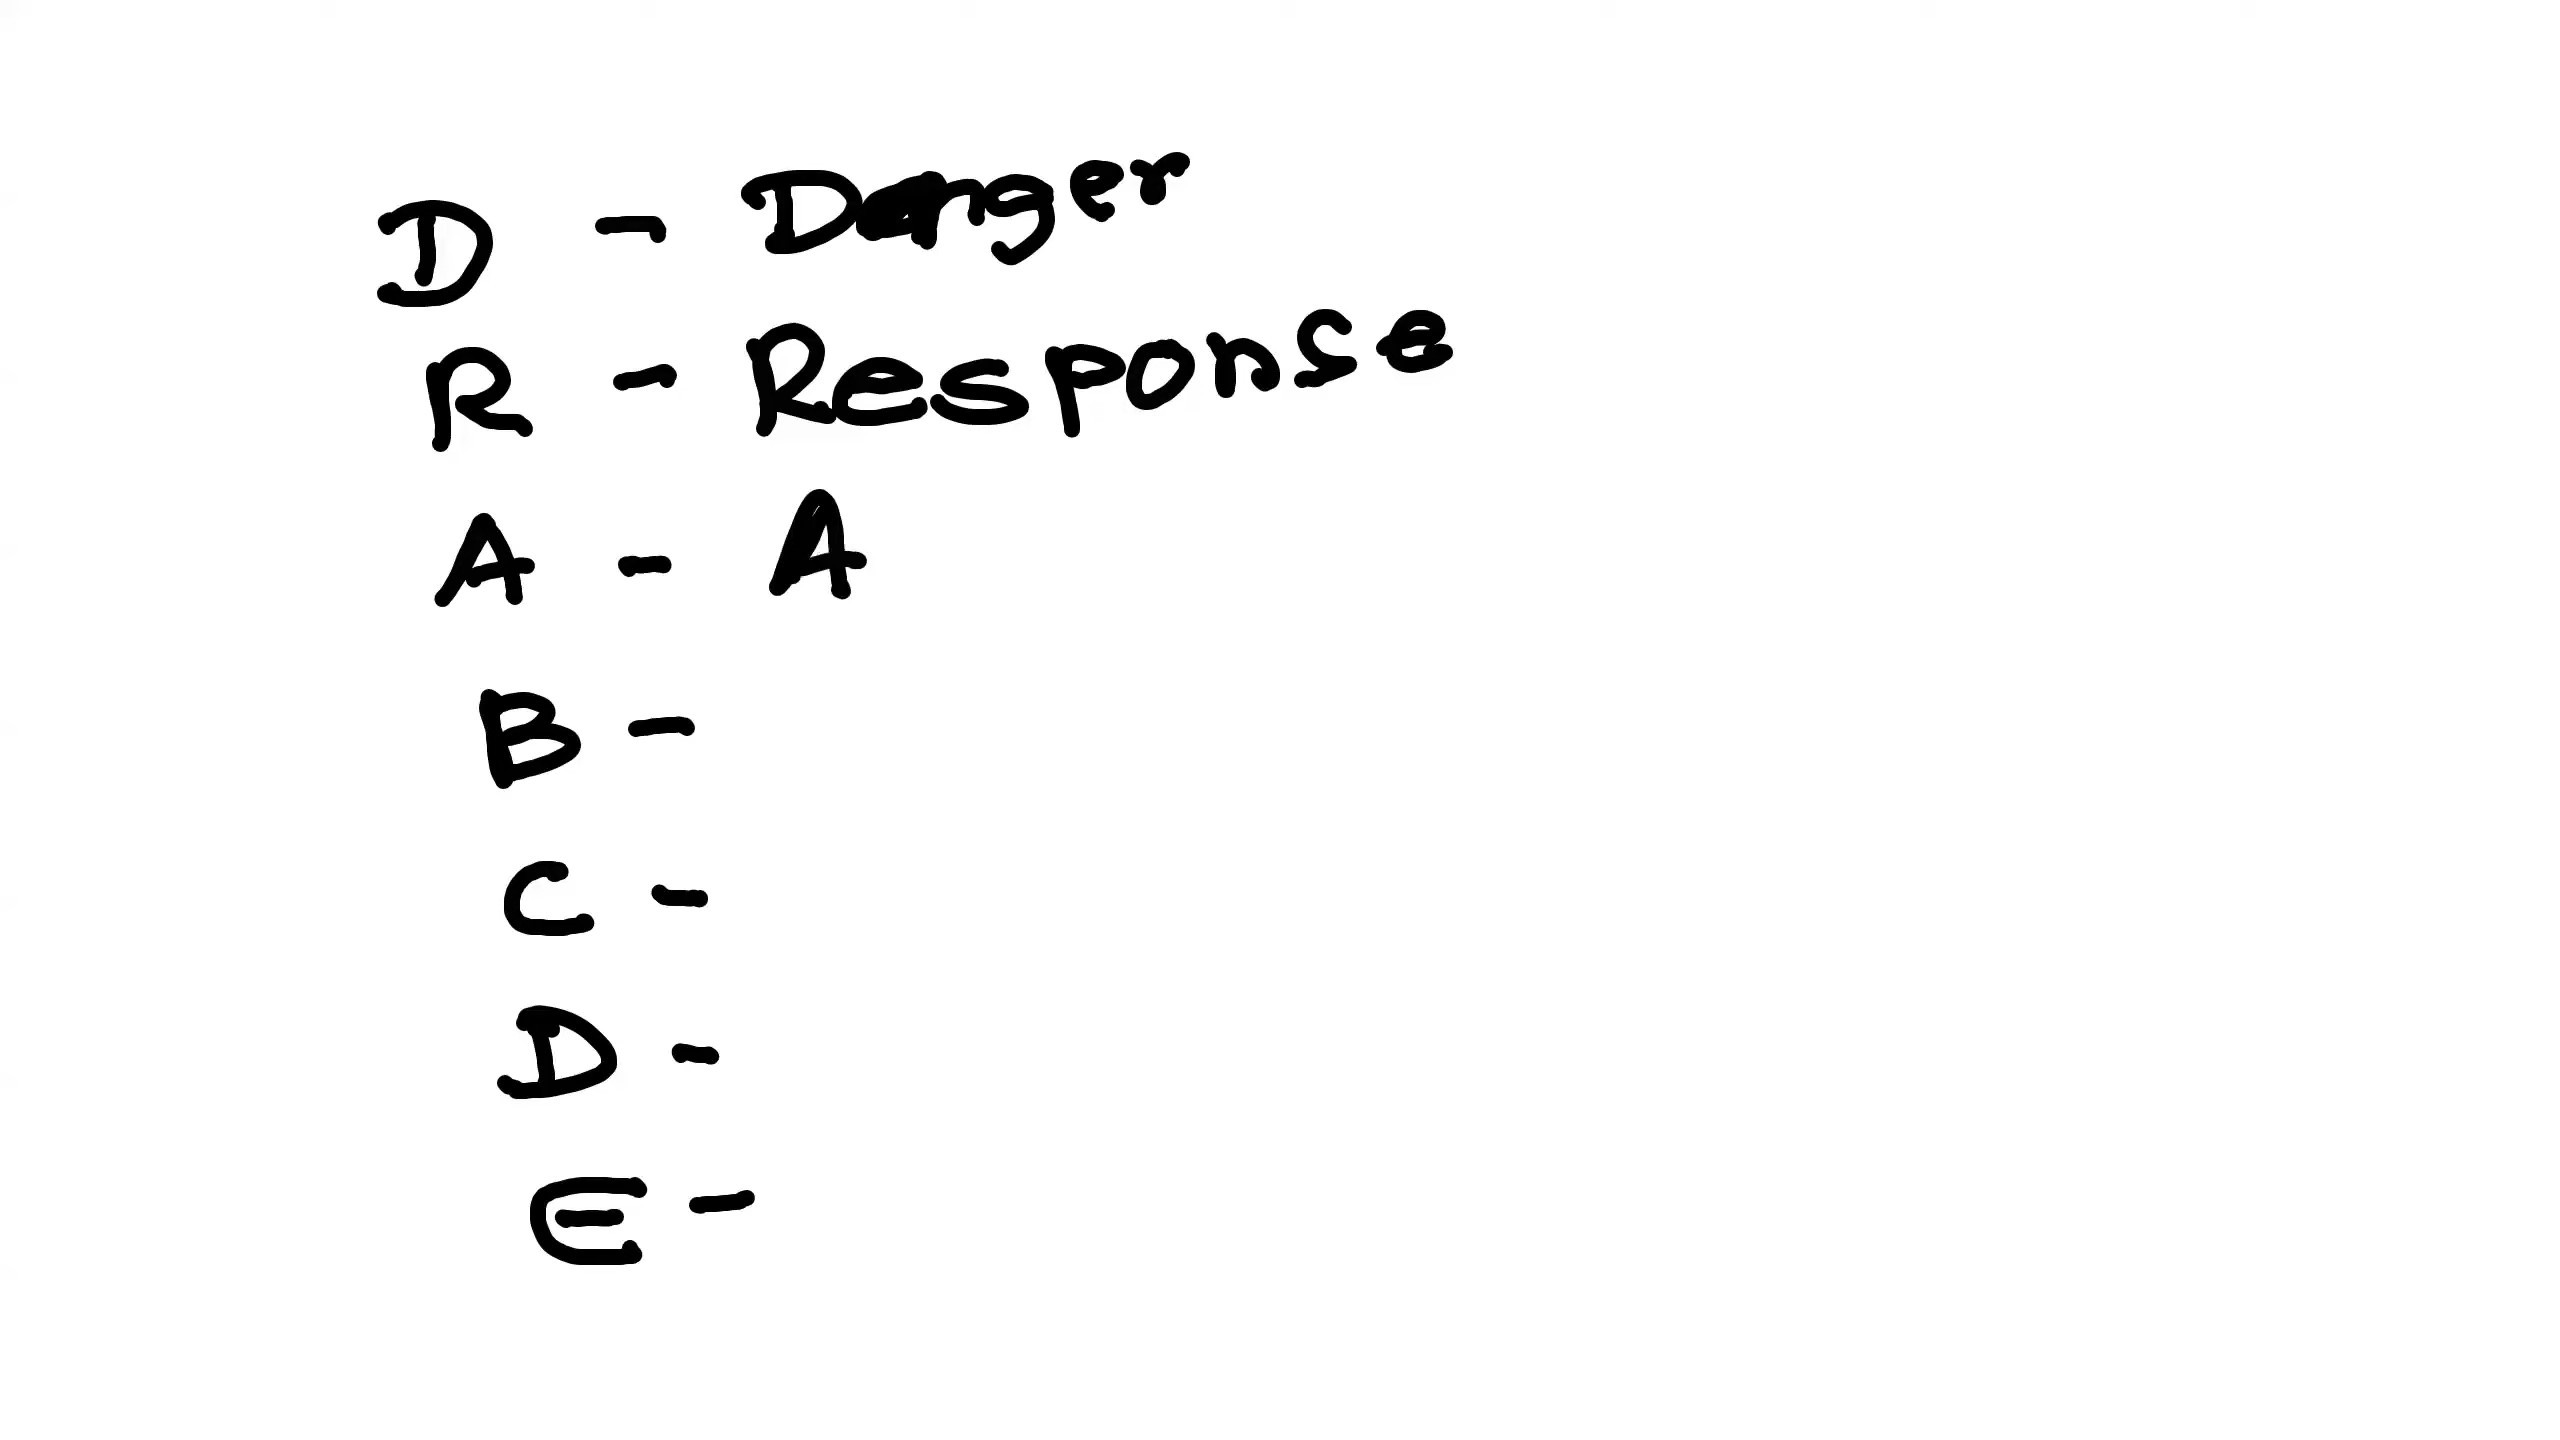 D - Danger
R - Response
A - A
B -
C -
D -
E -